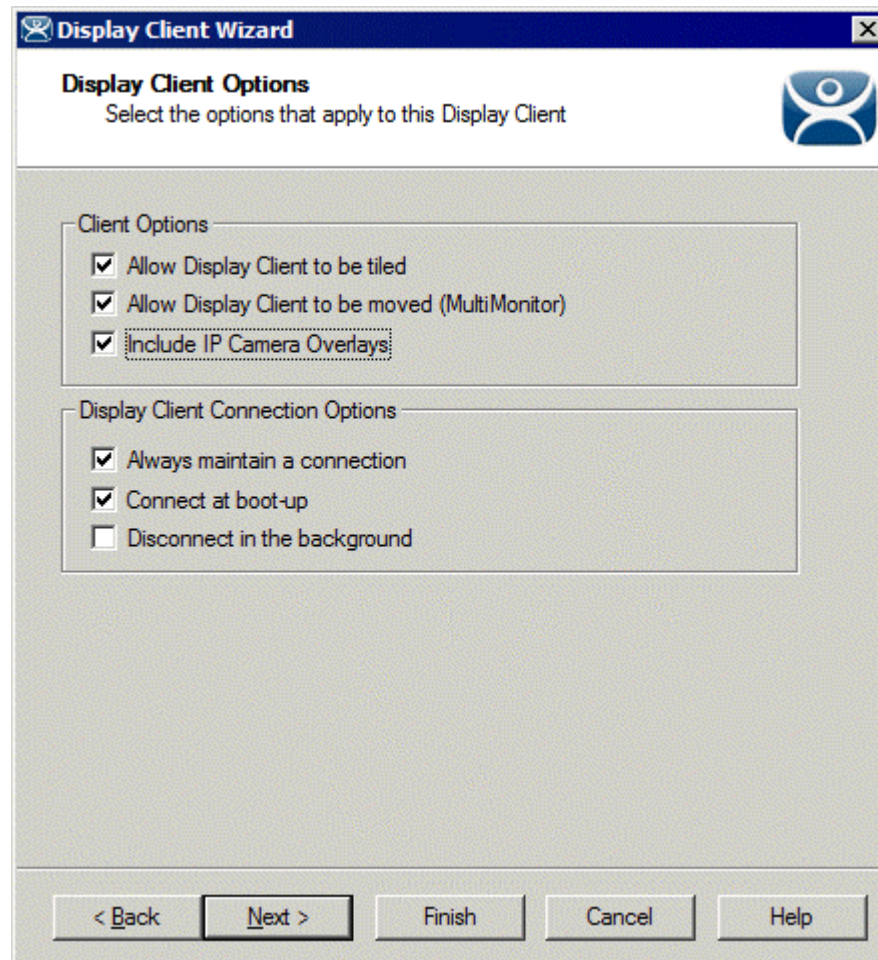 Display Client Wizard
Display Client Options
Select the options that apply to this Display Client
Client Options
Allow Display Client to be tiled
Allow Display Client to be moved (MultiMonitor)
Include IP Camera Overlays
Display Client Connection Options
Always maintain a connection
Connect at boot-up
Disconnect in the background
< Back Next > Finish Cancel Help